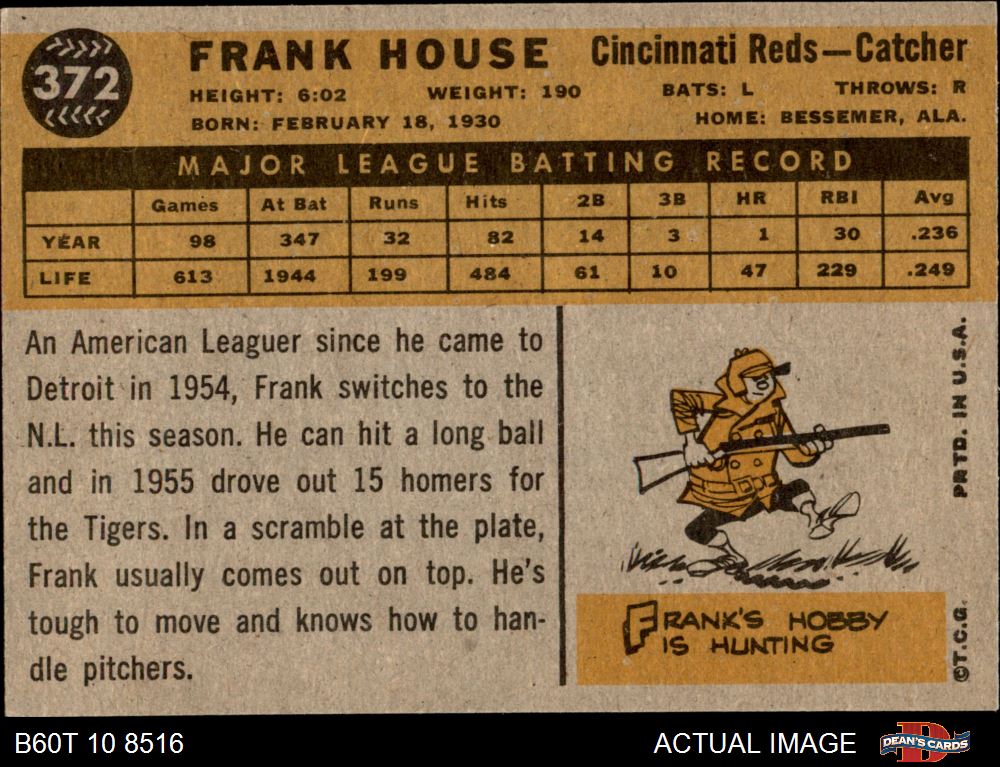 372
FRANK HOUSE Cincinnati Reds—Catcher
HEIGHT: 6:02 WEIGHT: 190 BATS: L THROWS: R
BORN: FEBRUARY 18, 1930 HOME: BESSEMER, ALA.
MAJOR LEAGUE BATTING RECORD
Games At Bat Runs Hits 2B 3B HR RBI Avg
YEAR 98 347 32 82 14 3 1 30 .236
LIFE 613 1944 199 484 61 10 47 229 .249
An American Leaguer since he came to
Detroit in 1954, Frank switches to the
N.L. this season. He can hit a long ball
and in 1955 drove out 15 homers for
the Tigers. In a scramble at the plate,
Frank usually comes out on top. He's
tough to move and knows how to han-
dle pitchers.
FRANK'S HOBBY
IS HUNTING
PRTD. IN U.S.A.
©T.C.G.
B60T 10 8516
ACTUAL IMAGE
D
DEAN'S CARDS